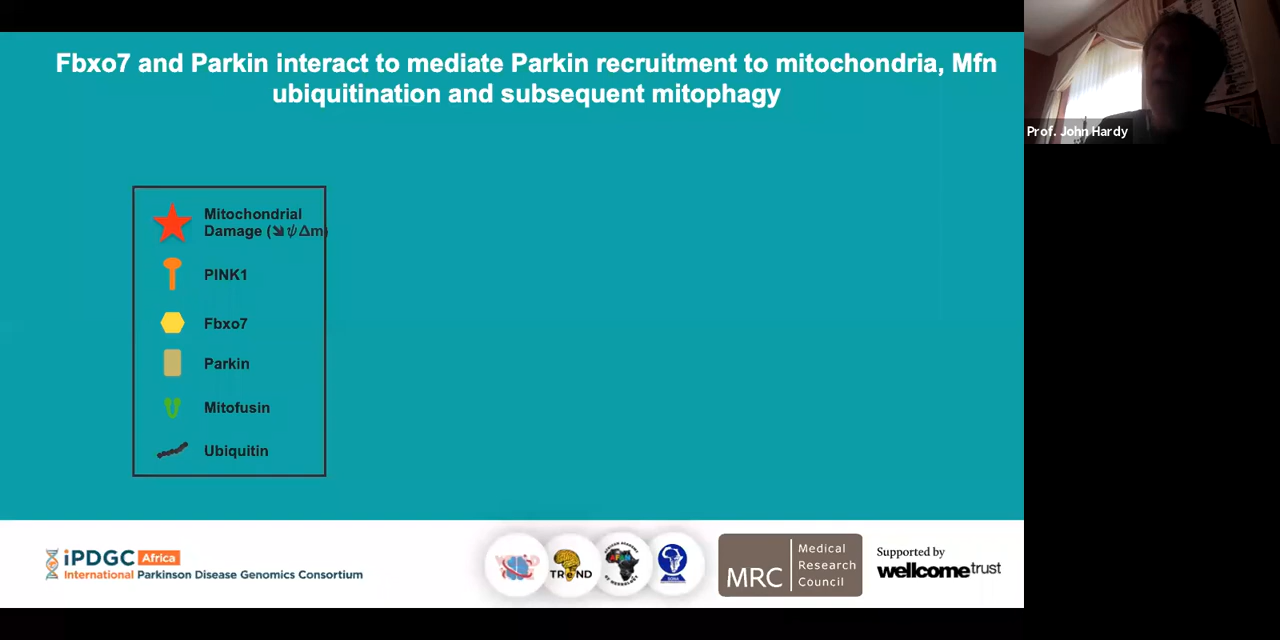 Fbxo7 and Parkin interact to mediate Parkin recruitment to mitochondria, Mfn
ubiquitination and subsequent mitophagy
Prof. John Hardy
Mitochondrial
Damage (⬊ψΔm)
PINK1
Fbxo7
Parkin
Mitofusin
Ubiquitin
iPDGC Africa
International Parkinson Disease Genomics Consortium
TReND
MRC
Medical
Research
Council
Supported by
wellcometrust